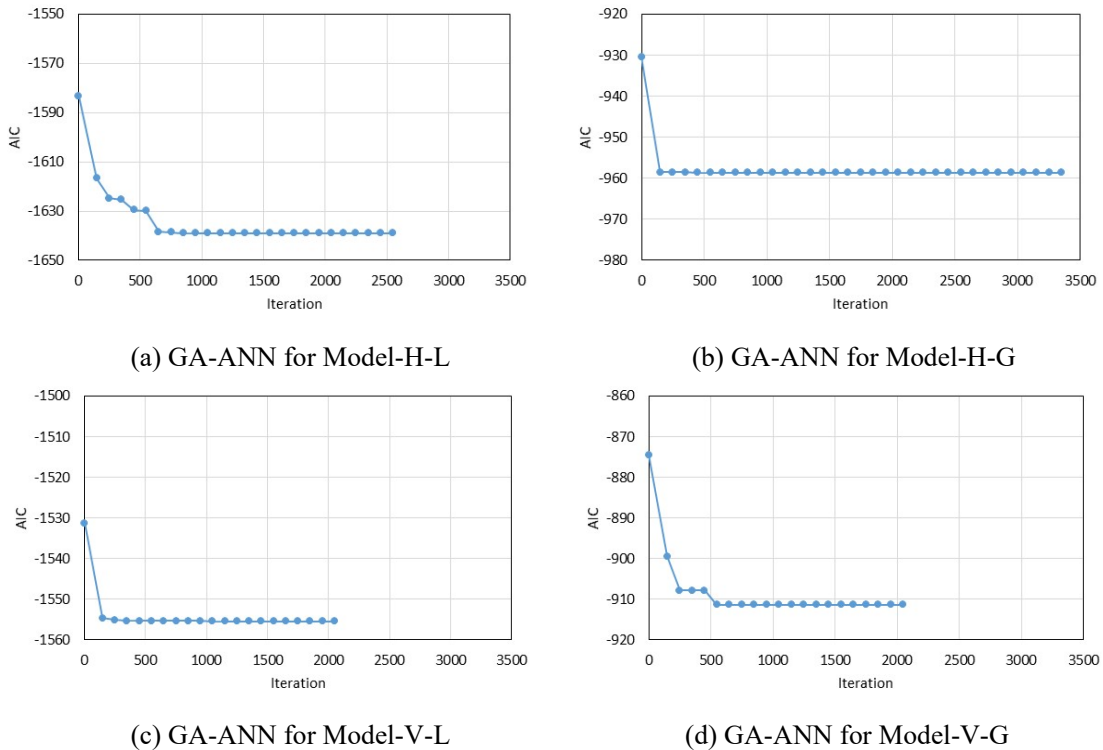 -1550
-1570
-1590
-1610
-1630
-1650
AIC
0 500 1000 1500 2000 2500 3000 3500
Iteration
(a) GA-ANN for Model-H-L
-920
-930
-940
-950
-960
-970
-980
AIC
0 500 1000 1500 2000 2500 3000 3500
Iteration
(b) GA-ANN for Model-H-G
-1500
-1510
-1520
-1530
-1540
-1550
-1560
AIC
0 500 1000 1500 2000 2500 3000 3500
Iteration
(c) GA-ANN for Model-V-L
-860
-870
-880
-890
-900
-910
-920
AIC
0 500 1000 1500 2000 2500 3000 3500
Iteration
(d) GA-ANN for Model-V-G